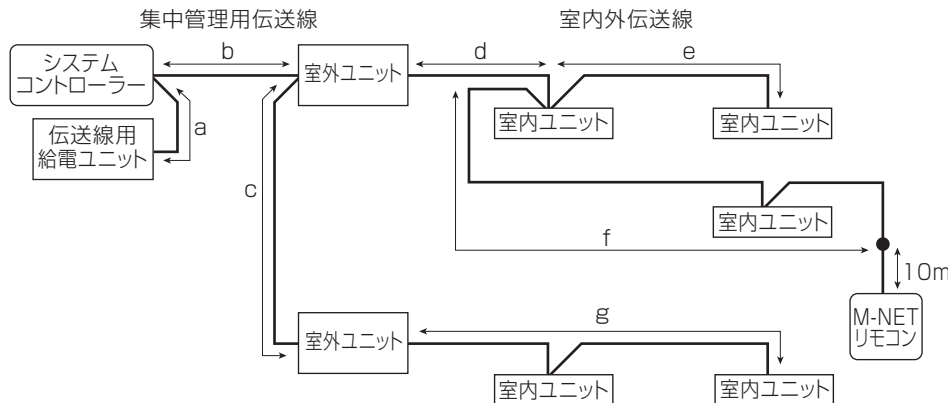 集中管理用伝送線
室内外伝送線
システム
コントローラー
b
室外ユニット
d
e
a
伝送線用
給電ユニット
室内ユニット
室内ユニット
c
室内ユニット
f
10m
M-NET
リモコン
室外ユニット
g
室内ユニット
室内ユニット